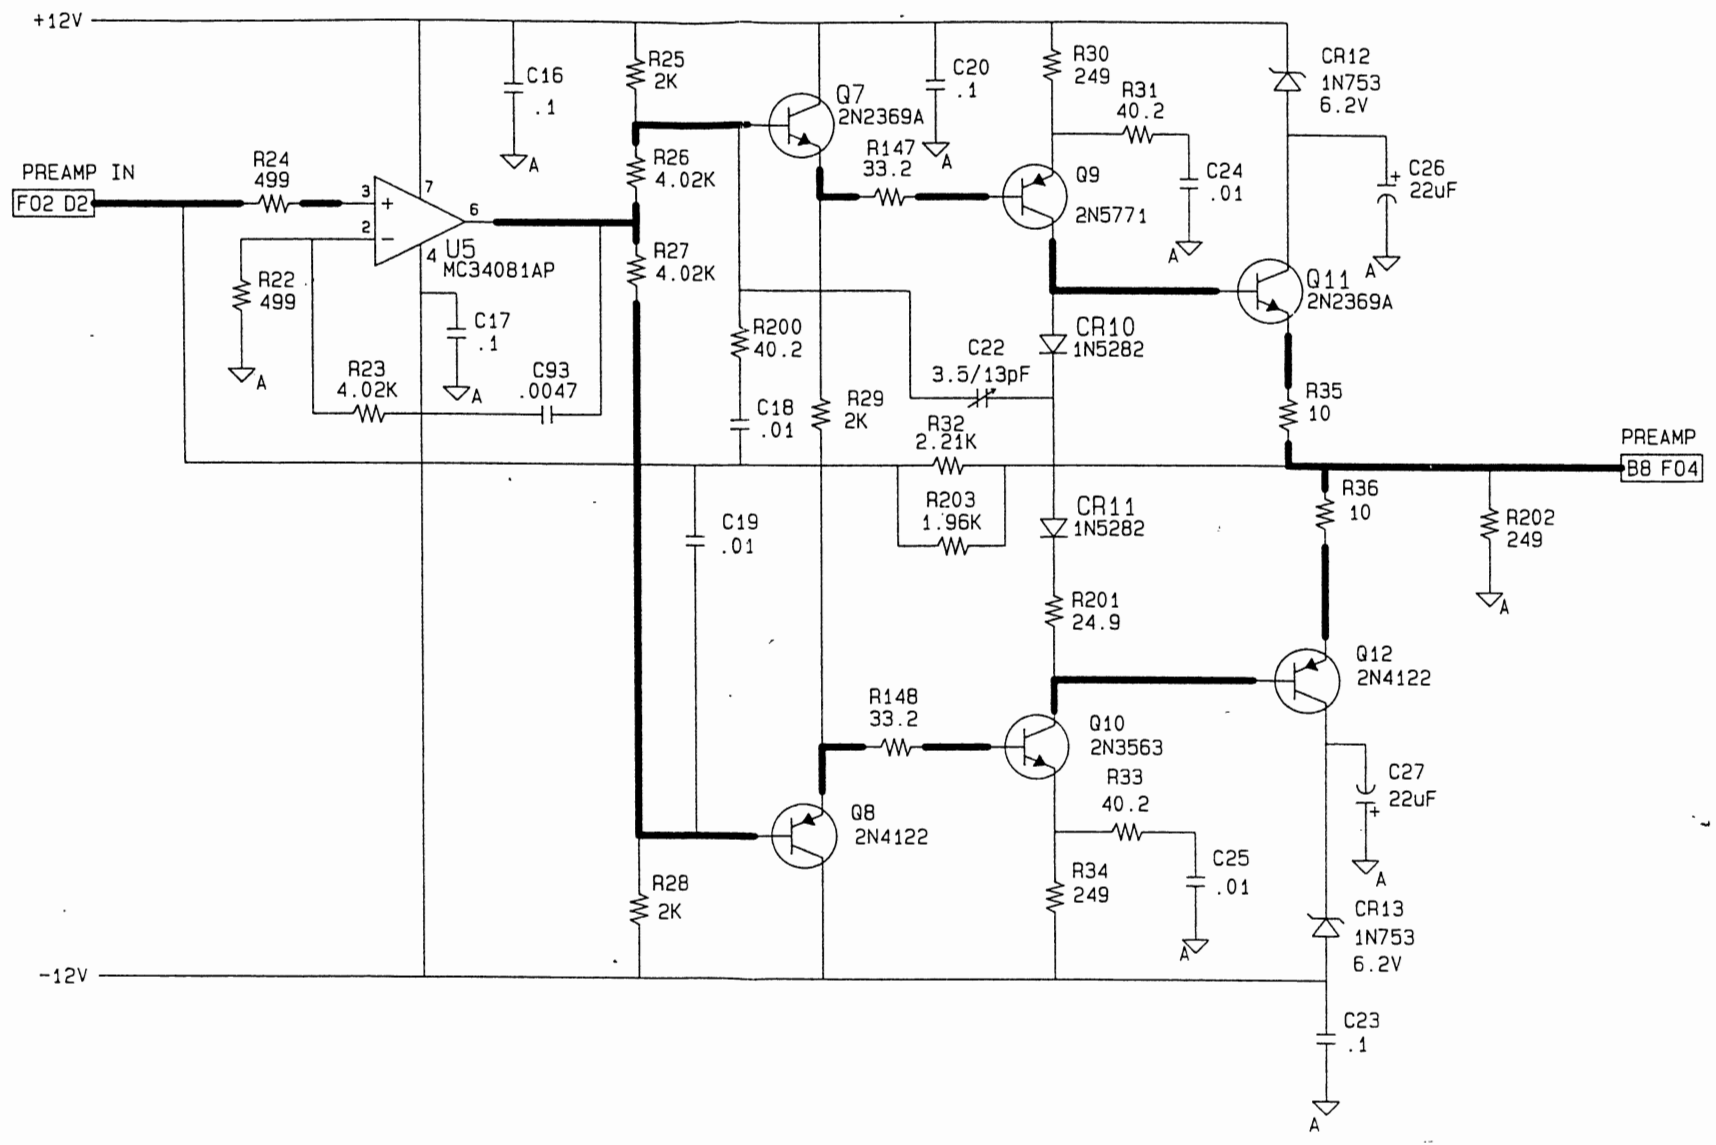 +12V
C16
.1
A
R25
2K
Q7
2N2369A
C20
.1
A
R30
249
R31
40.2
CR12
1N753
6.2V
PREAMP IN
F02 D2
R24
499
3
+
2
−
7
6
4
U5
MC34081AP
R26
4.02K
R27
4.02K
R147
33.2
Q9
2N5771
C24
.01
A
+
C26
22uF
A
R22
499
A
C17
.1
A
Q11
2N2369A
R23
4.02K
C93
.0047
R200
40.2
C18
.01
R29
2K
C22
3.5/13pF
CR10
1N5282
R35
10
R32
2.21K
R203
1.96K
PREAMP
B8 F04
C19
.01
CR11
1N5282
R36
10
R202
249
A
R201
24.9
Q12
2N4122
R148
33.2
Q10
2N3563
Q8
2N4122
R33
40.2
C27
22uF
+
A
R28
2K
R34
249
C25
.01
A
CR13
1N753
6.2V
-12V
C23
.1
A